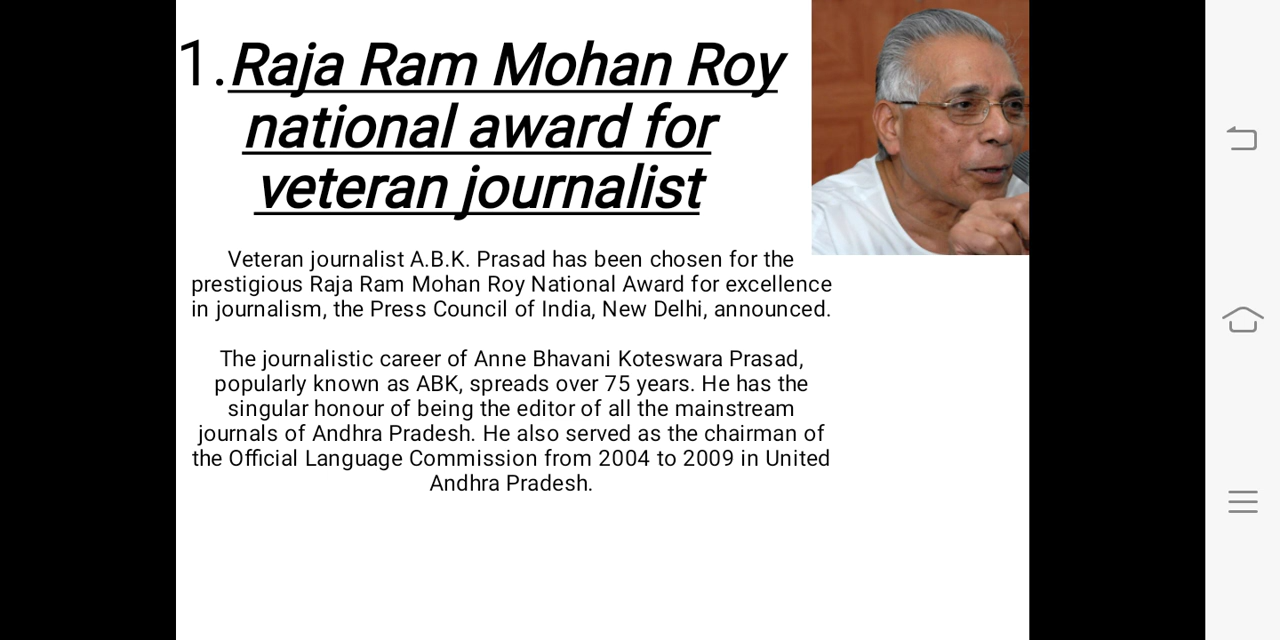 1.Raja Ram Mohan Roy
national award for
veteran journalist
Veteran journalist A.B.K. Prasad has been chosen for the
prestigious Raja Ram Mohan Roy National Award for excellence
in journalism, the Press Council of India, New Delhi, announced.
The journalistic career of Anne Bhavani Koteswara Prasad,
popularly known as ABK, spreads over 75 years. He has the
singular honour of being the editor of all the mainstream
journals of Andhra Pradesh. He also served as the chairman of
the Official Language Commission from 2004 to 2009 in United
Andhra Pradesh.